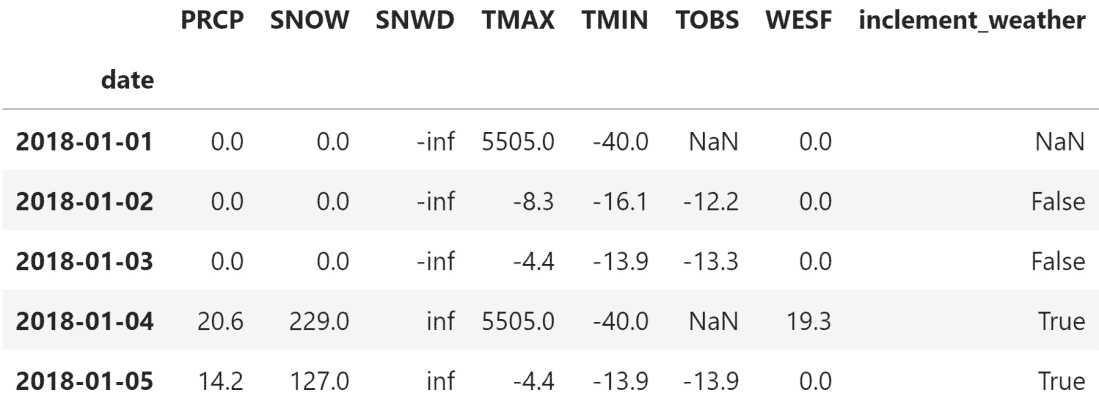 PRCP SNOW SNWD TMAX TMIN TOBS WESF inclement_weather
date
2018-01-01 0.0 0.0 -inf 5505.0 -40.0 NaN 0.0 NaN
2018-01-02 0.0 0.0 -inf -8.3 -16.1 -12.2 0.0 False
2018-01-03 0.0 0.0 -inf -4.4 -13.9 -13.3 0.0 False
2018-01-04 20.6 229.0 inf 5505.0 -40.0 NaN 19.3 True
2018-01-05 14.2 127.0 inf -4.4 -13.9 -13.9 0.0 True